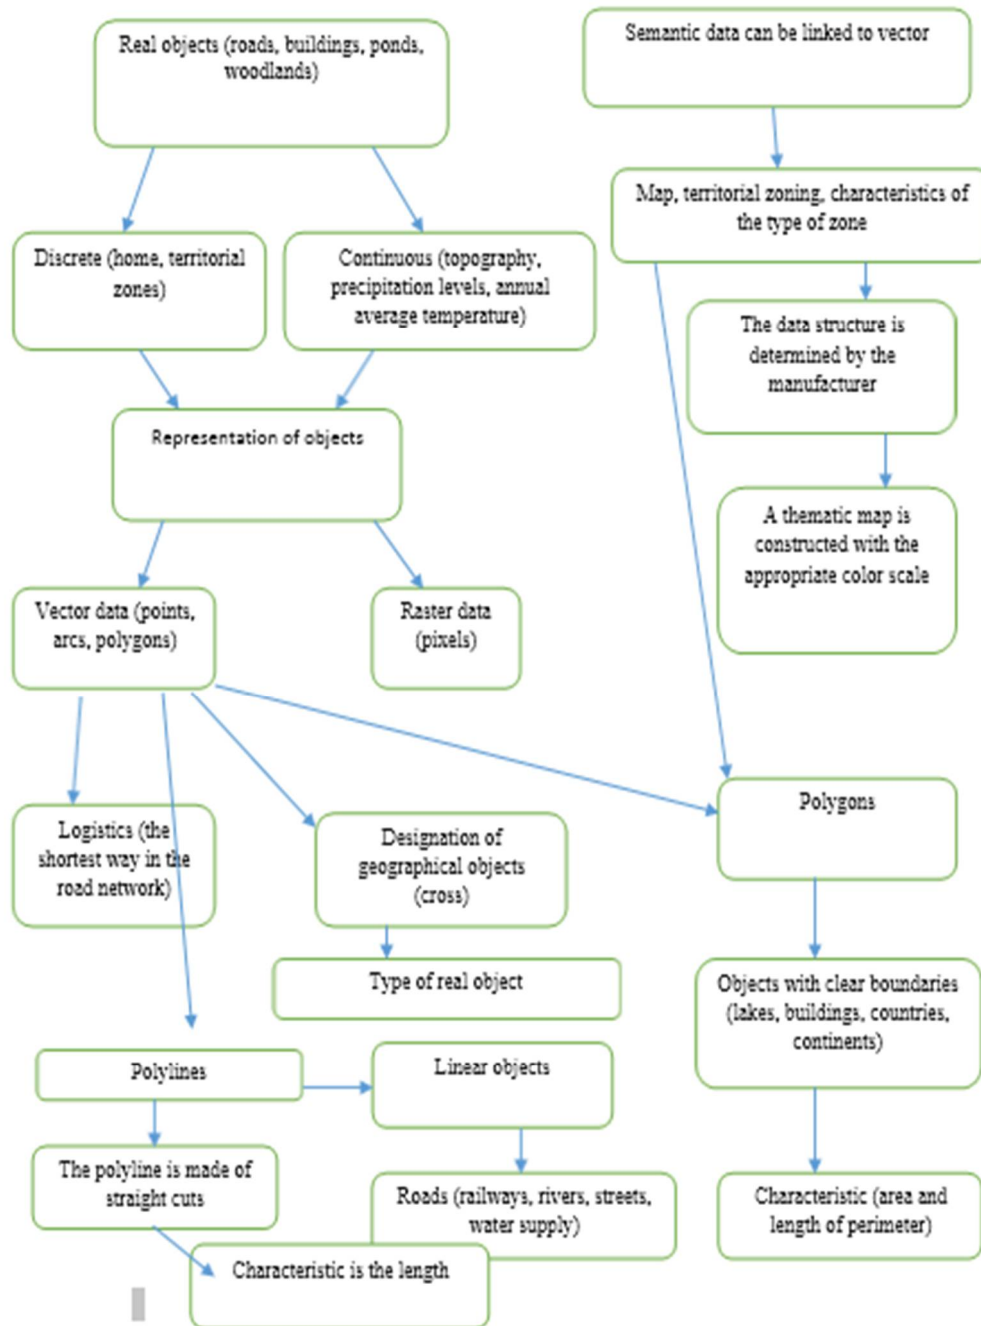 Real objects (roads, buildings, ponds,
woodlands)
Semantic data can be linked to vector
Map, territorial zoning, characteristics of
the type of zone
Discrete (home, territorial
zones)
Continuous (topography,
precipitation levels, annual
average temperature)
The data structure is
determined by the
manufacturer
Representation of objects
A thematic map is
constructed with the
appropriate color scale
Vector data (points,
arcs, polygons)
Raster data
(pixels)
Polygons
Logistics (the
shortest way in the
road network)
Designation of
geographical objects
(cross)
Type of real object
Objects with clear boundaries
(lakes, buildings, countries,
continents)
Polylines
Linear objects
The polyline is made of
straight cuts
Roads (railways, rivers, streets,
water supply)
Characteristic (area and
length of perimeter)
Characteristic is the length